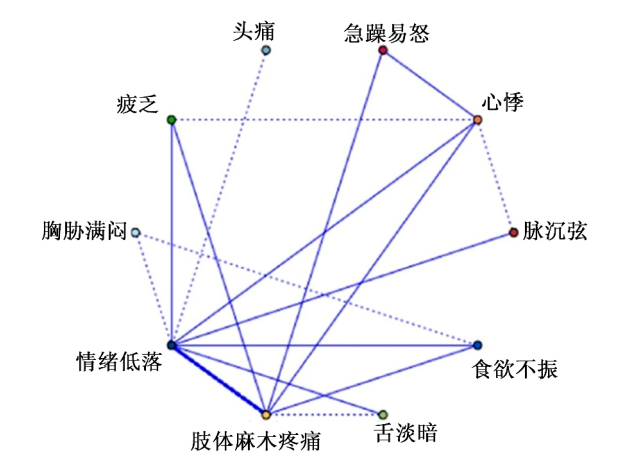 头痛
急躁易怒
疲乏
心悸
胸胁满闷
脉沉弦
情绪低落
食欲不振
肢体麻木疼痛
舌淡暗